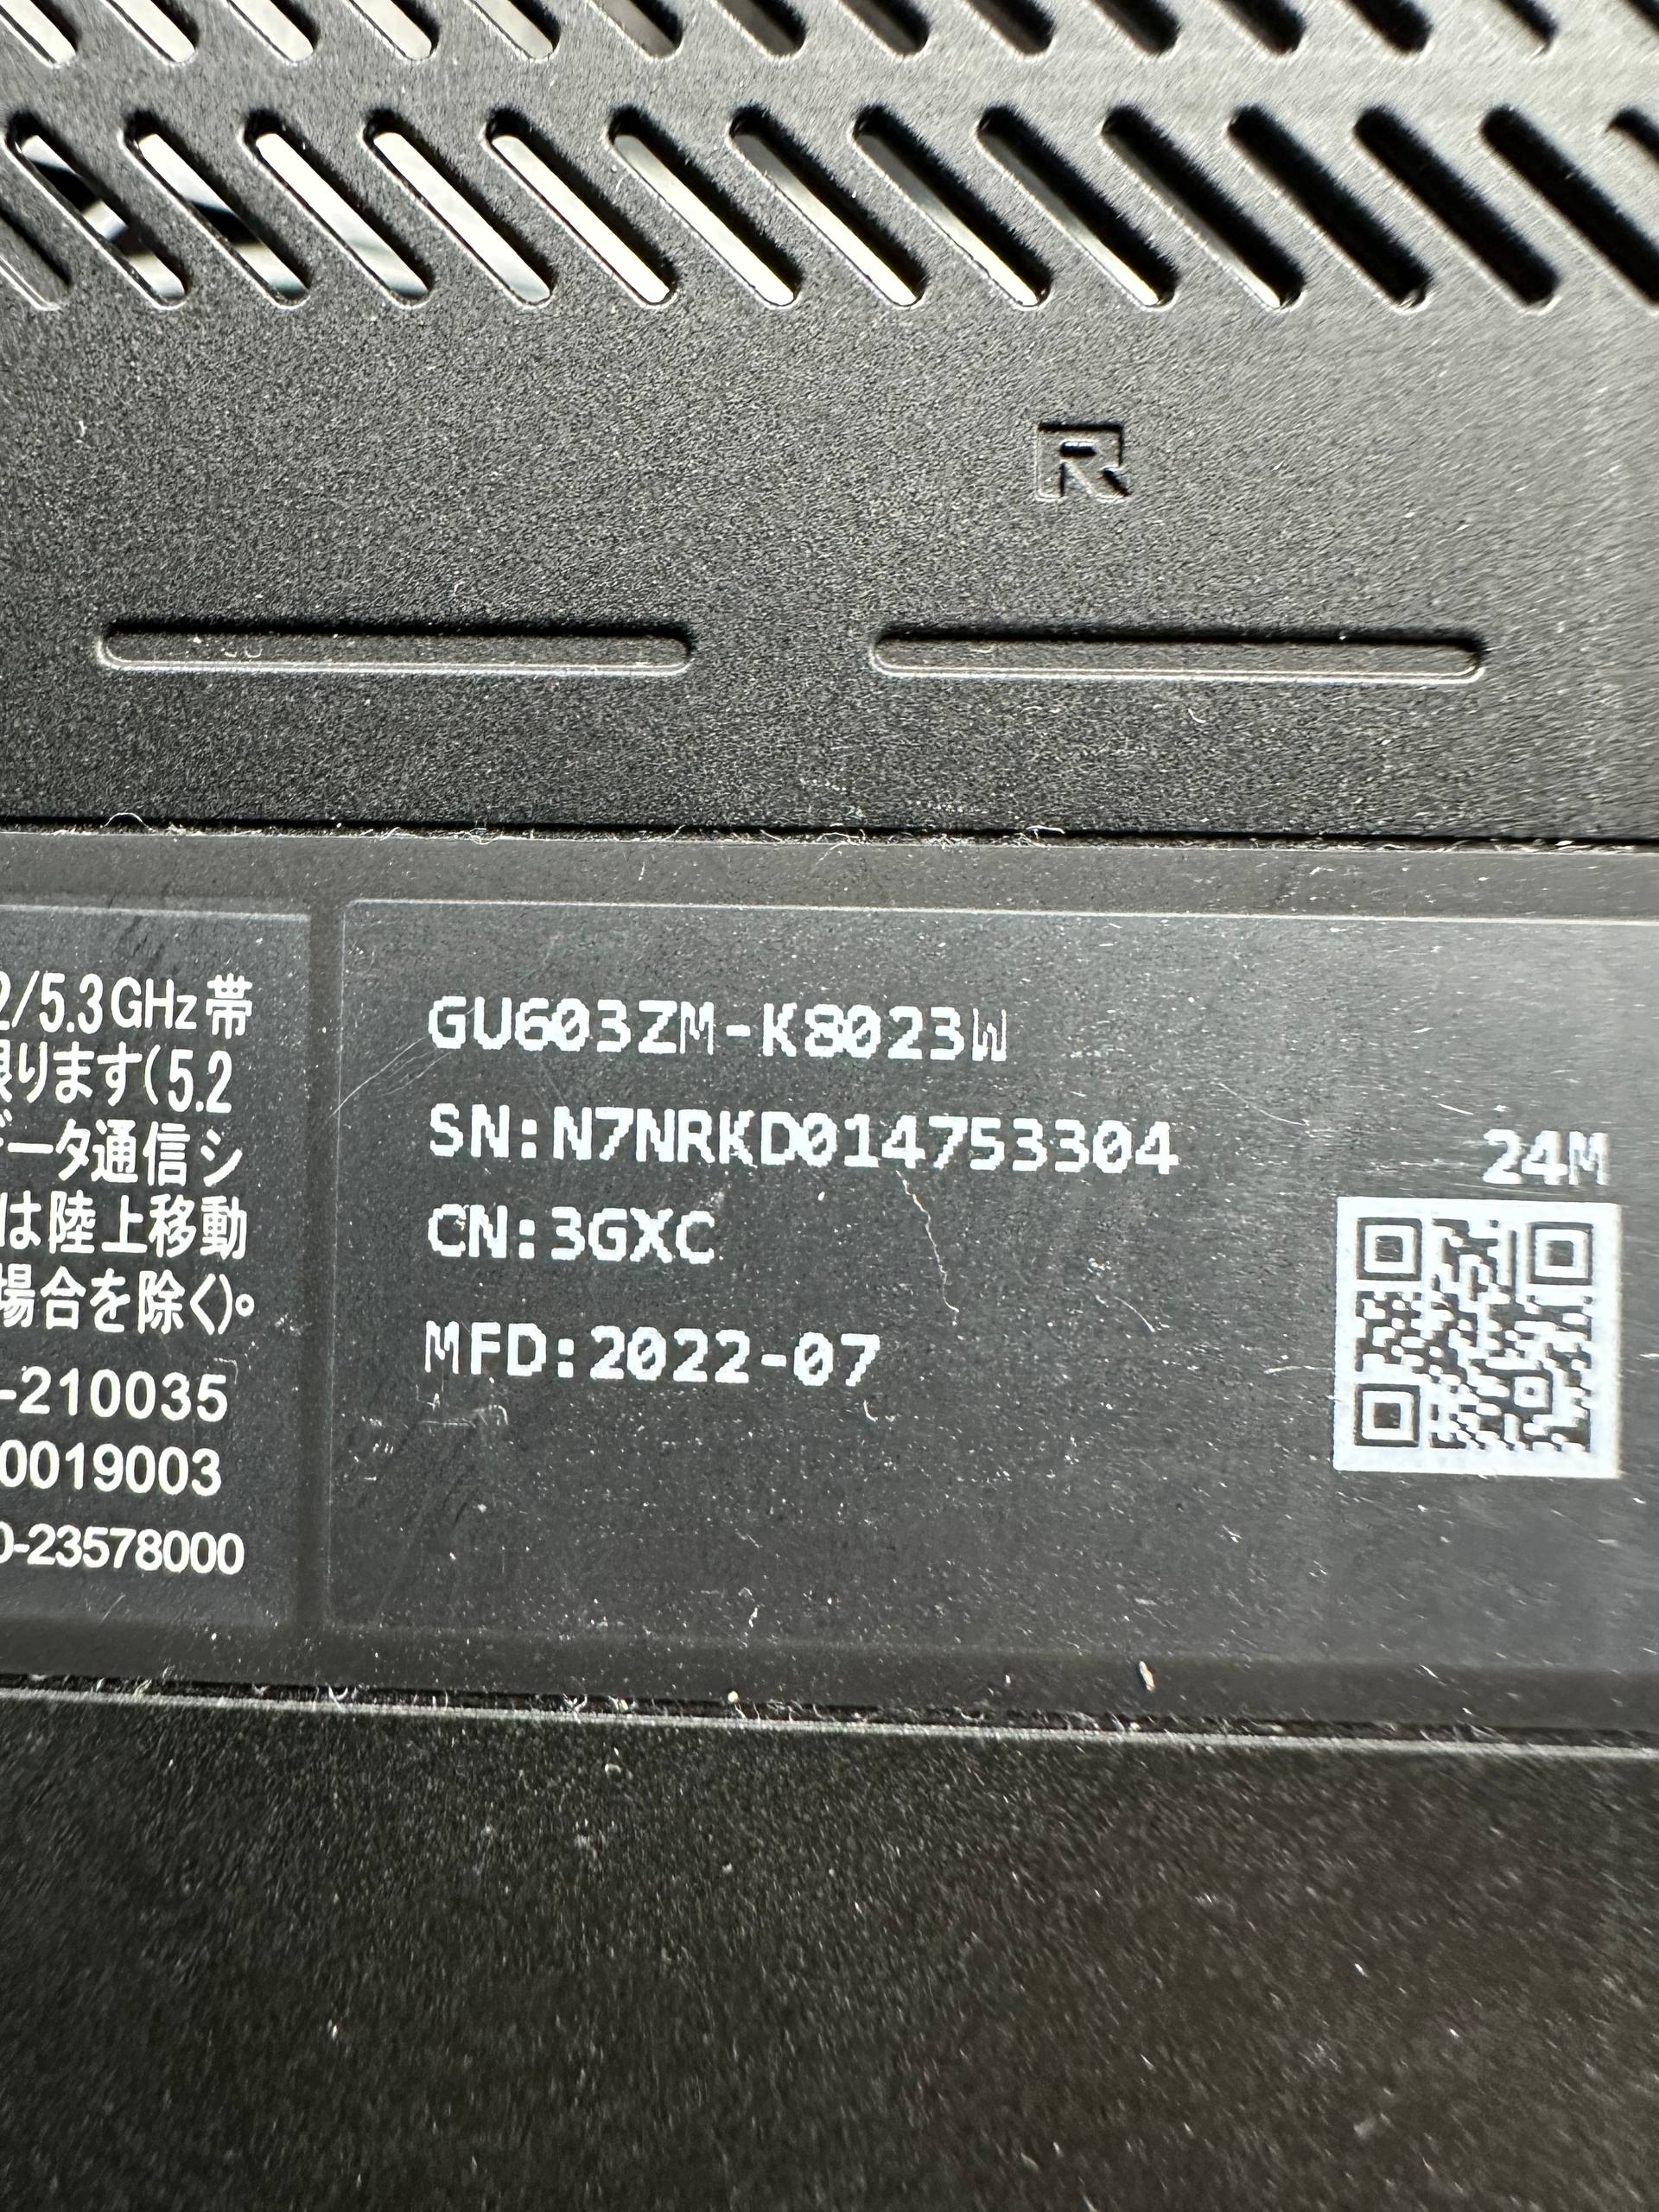 R
2/5.3GHz帯
限ります(5.2
データ通信シ
は陸上移動
場合を除く)。
-210035
0019003
0-23578000
GU603ZM-K8023W
SN:N7NRKD014753304
CN:3GXC
MFD:2022-07
24M